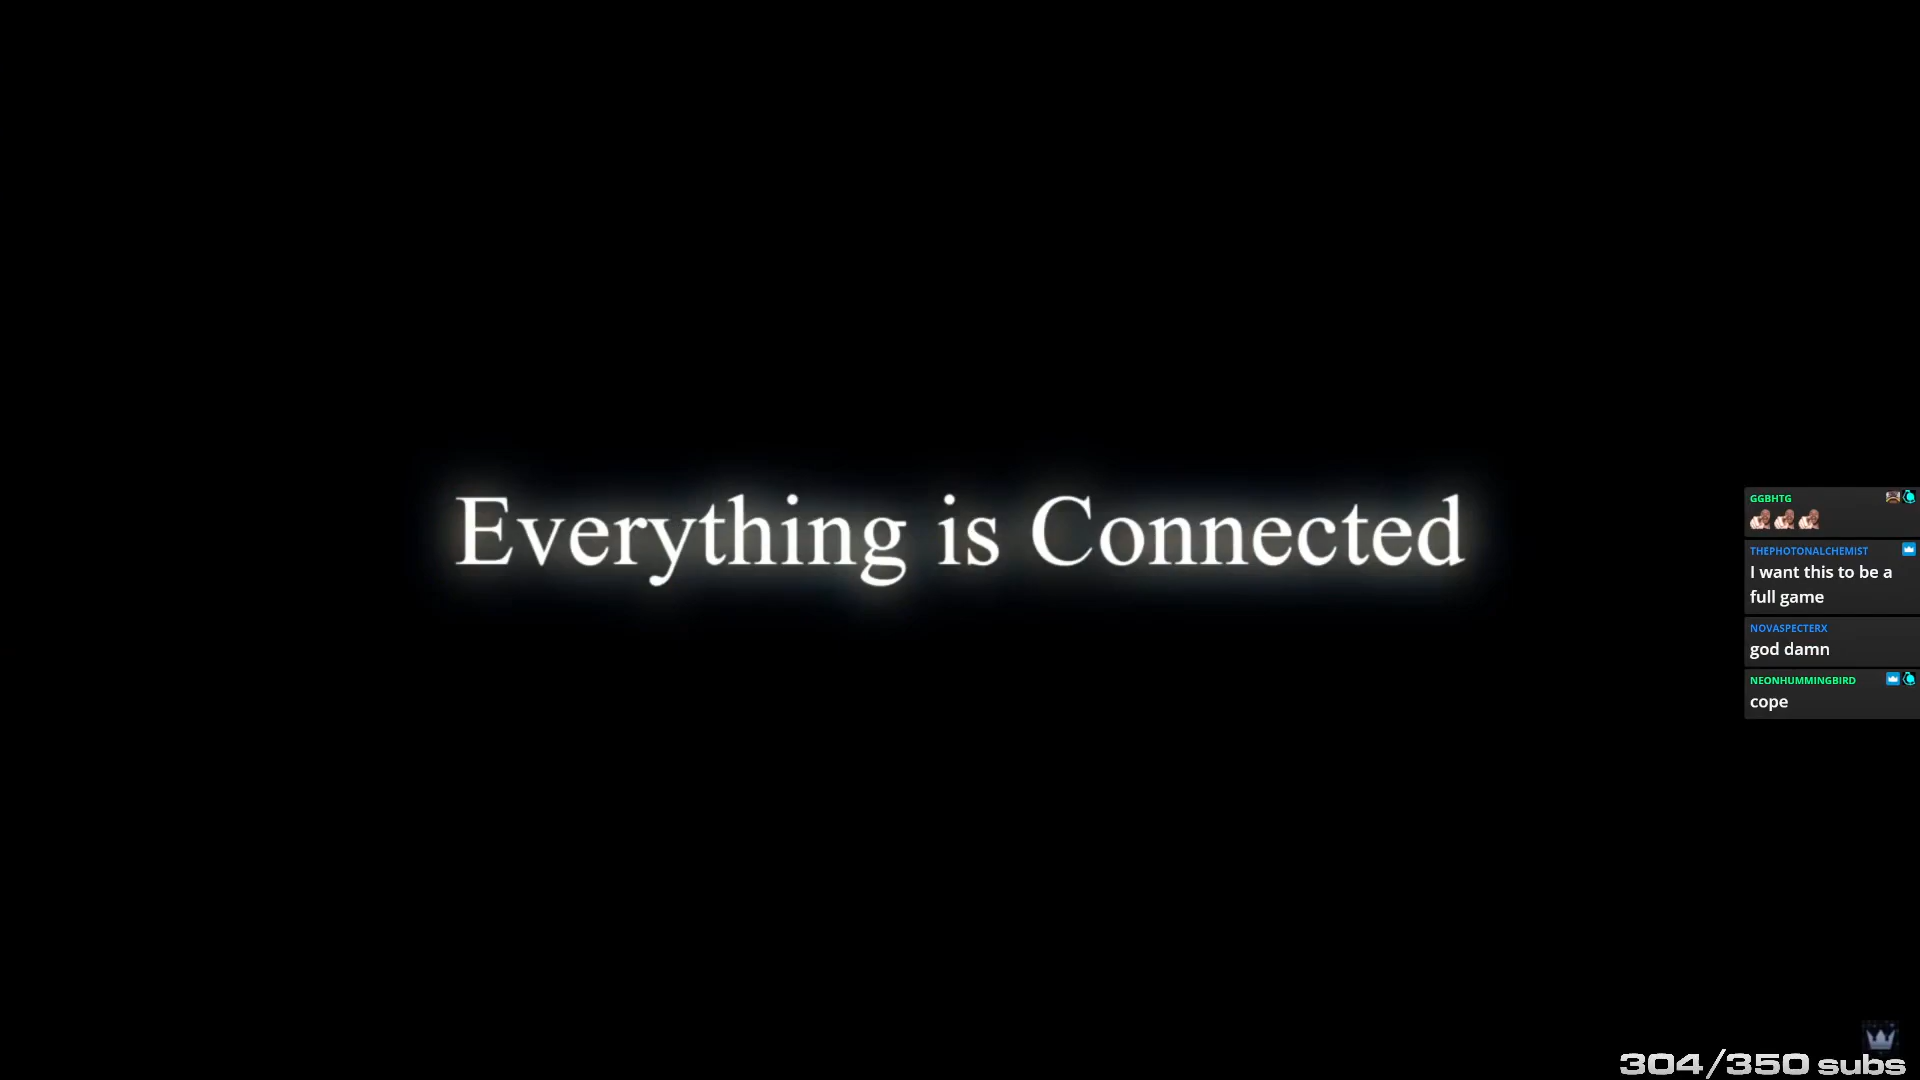 Everything is Connected
GGBHTG
THEPHOTONALCHEMIST
I want this to be a
full game
NOVASPECTERX
god damn
NEONHUMMINGBIRD
cope
304/350 subs